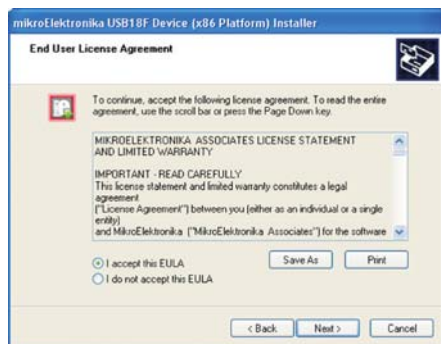 mikroElektronika USB18F Device (x86 Platform) Installer
End User License Agreement
To continue, accept the following license agreement. To read the entire
agreement, use the scroll bar or press the Page Down key.
MIKROELEKTRONIKA ASSOCIATES LICENSE STATEMENT
AND LIMITED WARRANTY
IMPORTANT - READ CAREFULLY
This license statement and limited warranty constitutes a legal
agreement
("License Agreement") between you (either as an individual or a single
entity)
and MikroElektronika ("MikroElektronika Associates") for the software
I accept this EULA
Save As
Print
I do not accept this EULA
< Back
Next >
Cancel